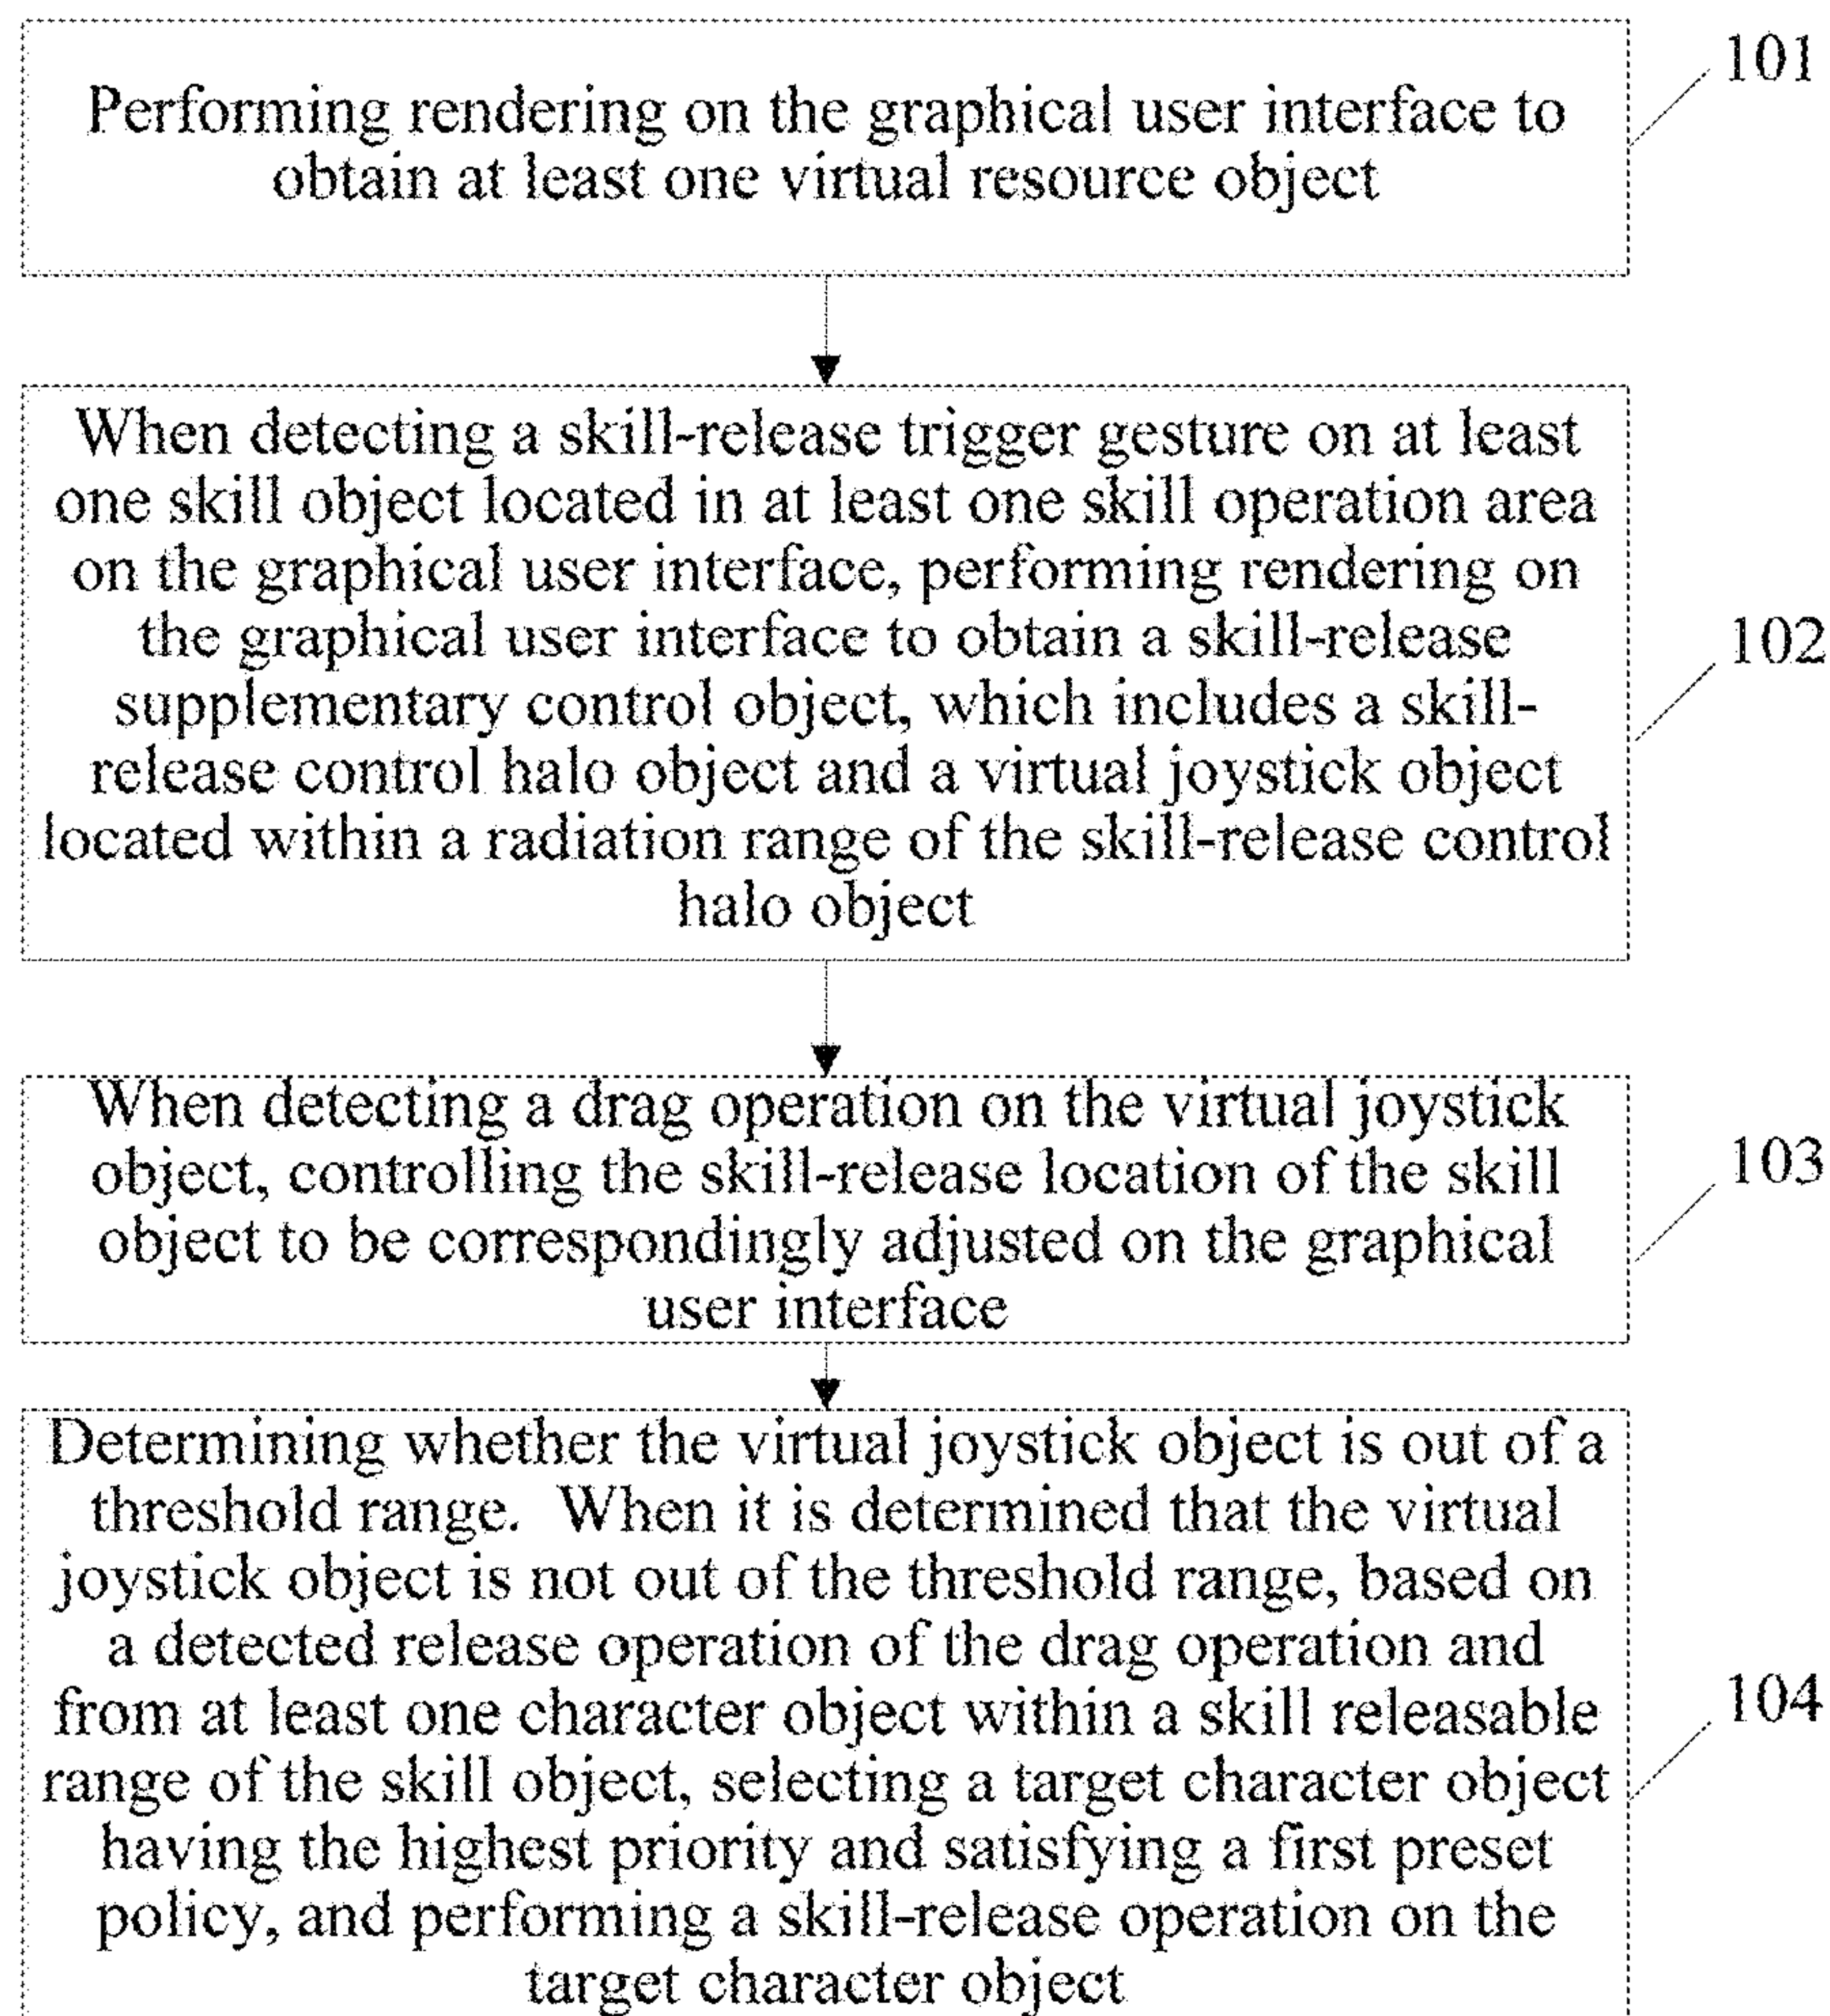 Performing rendering on the graphical user interface to
obtain at least one virtual resource object
101
When detecting a skill-release trigger gesture on at least
one skill object located in at least one skill operation area
on the graphical user interface, performing rendering on
the graphical user interface to obtain a skill-release
supplementary control object, which includes a skill-
release control halo object and a virtual joystick object
located within a radiation range of the skill-release control
halo object
102
When detecting a drag operation on the virtual joystick
object, controlling the skill-release location of the skill
object to be correspondingly adjusted on the graphical
user interface
103
Determining whether the virtual joystick object is out of a
threshold range.  When it is determined that the virtual
joystick object is not out of the threshold range, based on
a detected release operation of the drag operation and
from at least one character object within a skill releasable
range of the skill object, selecting a target character object
having the highest priority and satisfying a first preset
policy, and performing a skill-release operation on the
target character object
104